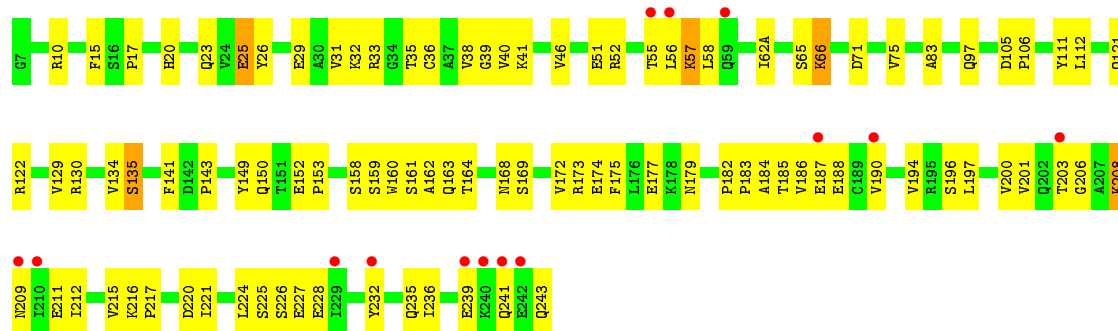 G7 R10 F15 S16 P17 H20 Q23 V24 E25 Y26 E29 A30 V31 K32 R33 G34 T35 C36 A37 V38 G39 V40 K41 V46 E51 R52 T55 L56 K57 L58 Q59 I62A S65 K66 D71 V75 A83 Q97 D105 P106 Y111 L112 Q121
R122 V129 R130 V134 S135 F141 D142 P143 Y149 Q150 T151 E152 P153 S158 S159 W160 S161 A162 Q163 T164 N168 S169 V172 R173 E174 F175 L176 E177 K178 N179 P182 P183 A184 T185 V186 E187 E188 C189 V190 V194 R195 S196 L197 V200 V201 Q202 T203 G206 A207 K208
N209 I210 E211 I212 V215 K216 P217 D220 I221 L224 S225 S226 E227 E228 I229 Y232 Q235 I236 E239 K240 Q241 E242 Q243